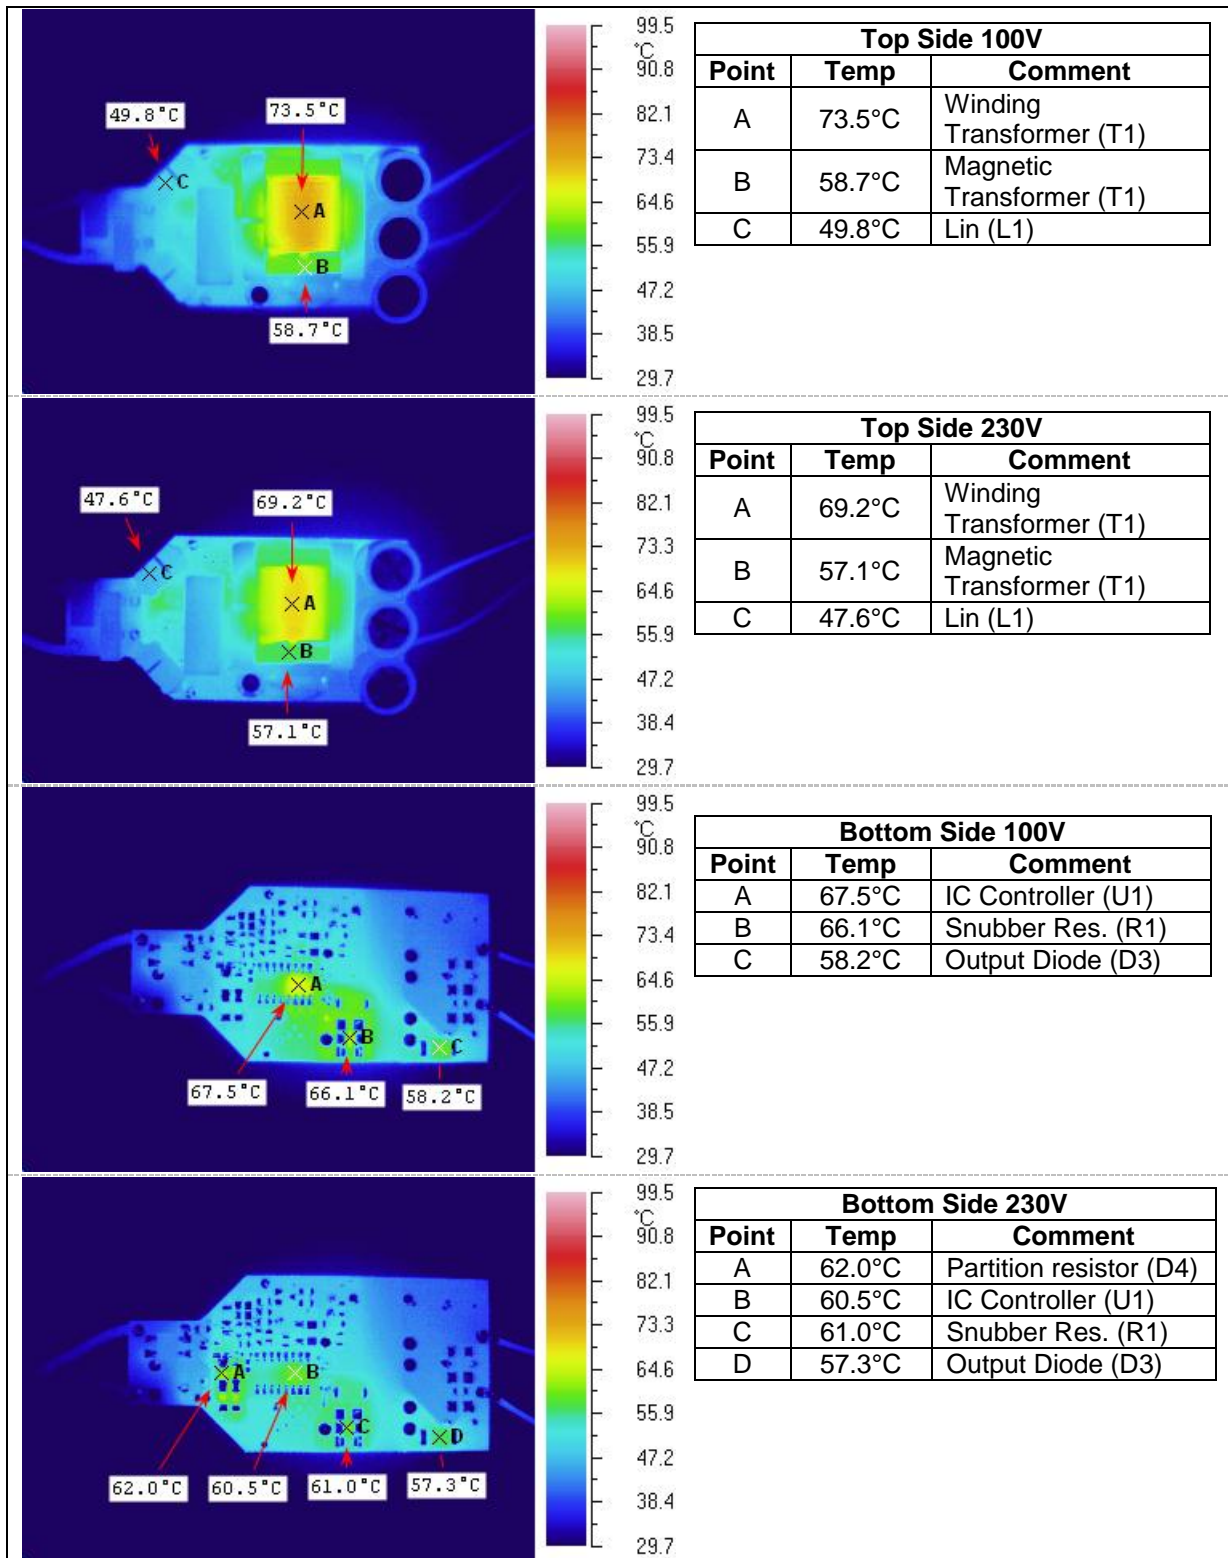 49.8°C
73.5°C
C
A
B
58.7°C
99.5
°C
90.8
82.1
73.4
64.6
55.9
47.2
38.5
29.7
Top Side 100V
Point Temp Comment
A 73.5°C Winding
Transformer (T1)
B 58.7°C Magnetic
Transformer (T1)
C 49.8°C Lin (L1)
47.6°C
69.2°C
C
A
B
57.1°C
99.5
°C
90.8
82.1
73.3
64.6
55.9
47.2
38.4
29.7
Top Side 230V
Point Temp Comment
A 69.2°C Winding
Transformer (T1)
B 57.1°C Magnetic
Transformer (T1)
C 47.6°C Lin (L1)
A
B
C
67.5°C
66.1°C
58.2°C
99.5
°C
90.8
82.1
73.4
64.6
55.9
47.2
38.5
29.7
Bottom Side 100V
Point Temp Comment
A 67.5°C IC Controller (U1)
B 66.1°C Snubber Res. (R1)
C 58.2°C Output Diode (D3)
A
B
C
D
62.0°C
60.5°C
61.0°C
57.3°C
99.5
°C
90.8
82.1
73.3
64.6
55.9
47.2
38.4
29.7
Bottom Side 230V
Point Temp Comment
A 62.0°C Partition resistor (D4)
B 60.5°C IC Controller (U1)
C 61.0°C Snubber Res. (R1)
D 57.3°C Output Diode (D3)